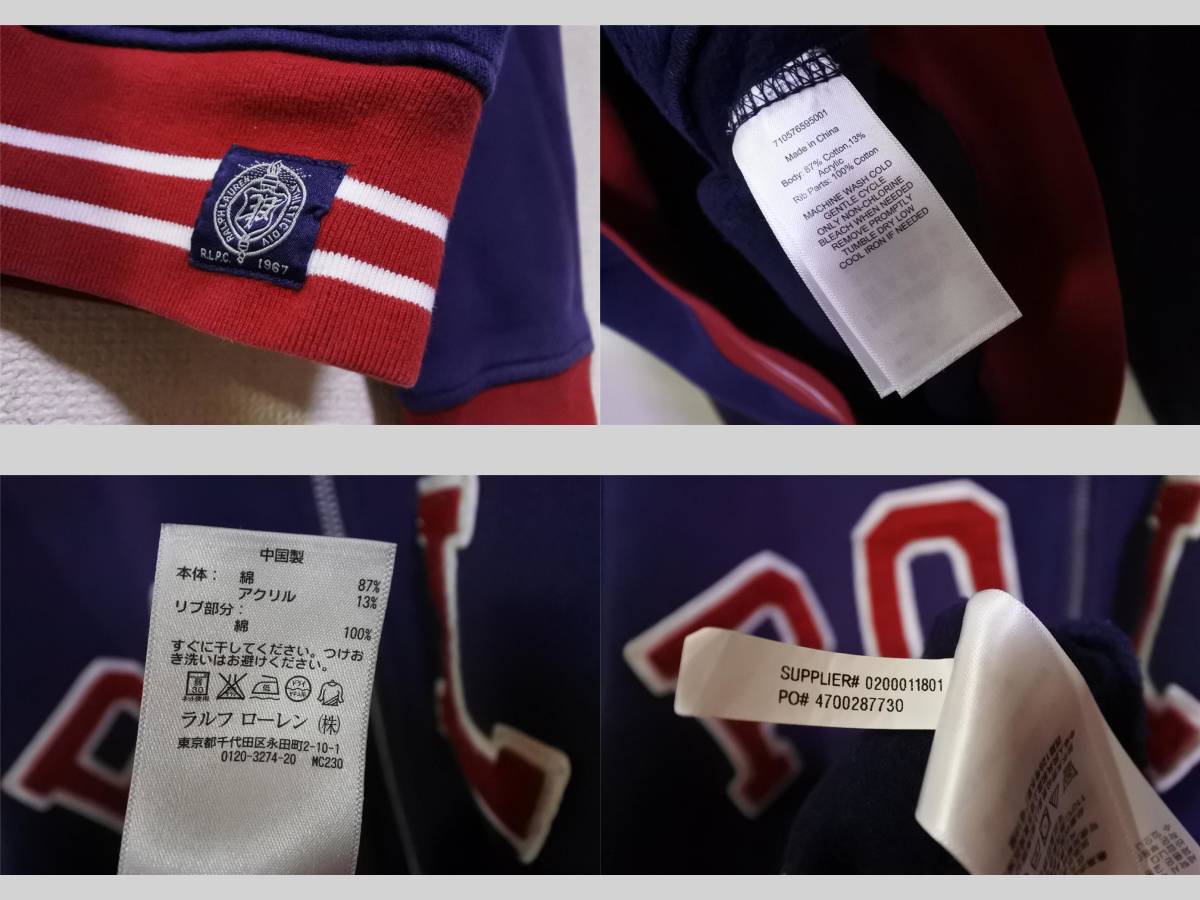 RALPH LAUREN
ATHLETIC DIV
R.L.P.C. 1967
710576595001
Made in China
Body: 87% Cotton,13%
Acrylic
Rib Parts: 100% Cotton
MACHINE WASH COLD
GENTLE CYCLE
ONLY NON-CHLORINE
BLEACH WHEN NEEDED
REMOVE PROMPTLY
TUMBLE DRY LOW
COOL IRON IF NEEDED
中国製
本体： 綿 87%
アクリル 13%
リブ部分：
綿 100%
すぐに干してください。つけお
き洗いはお避けください。
ラルフ ローレン ㈱
東京都千代田区永田町2-10-1
0120-3274-20 MC230
PO
SUPPLIER# 0200011801
PO# 4700287730